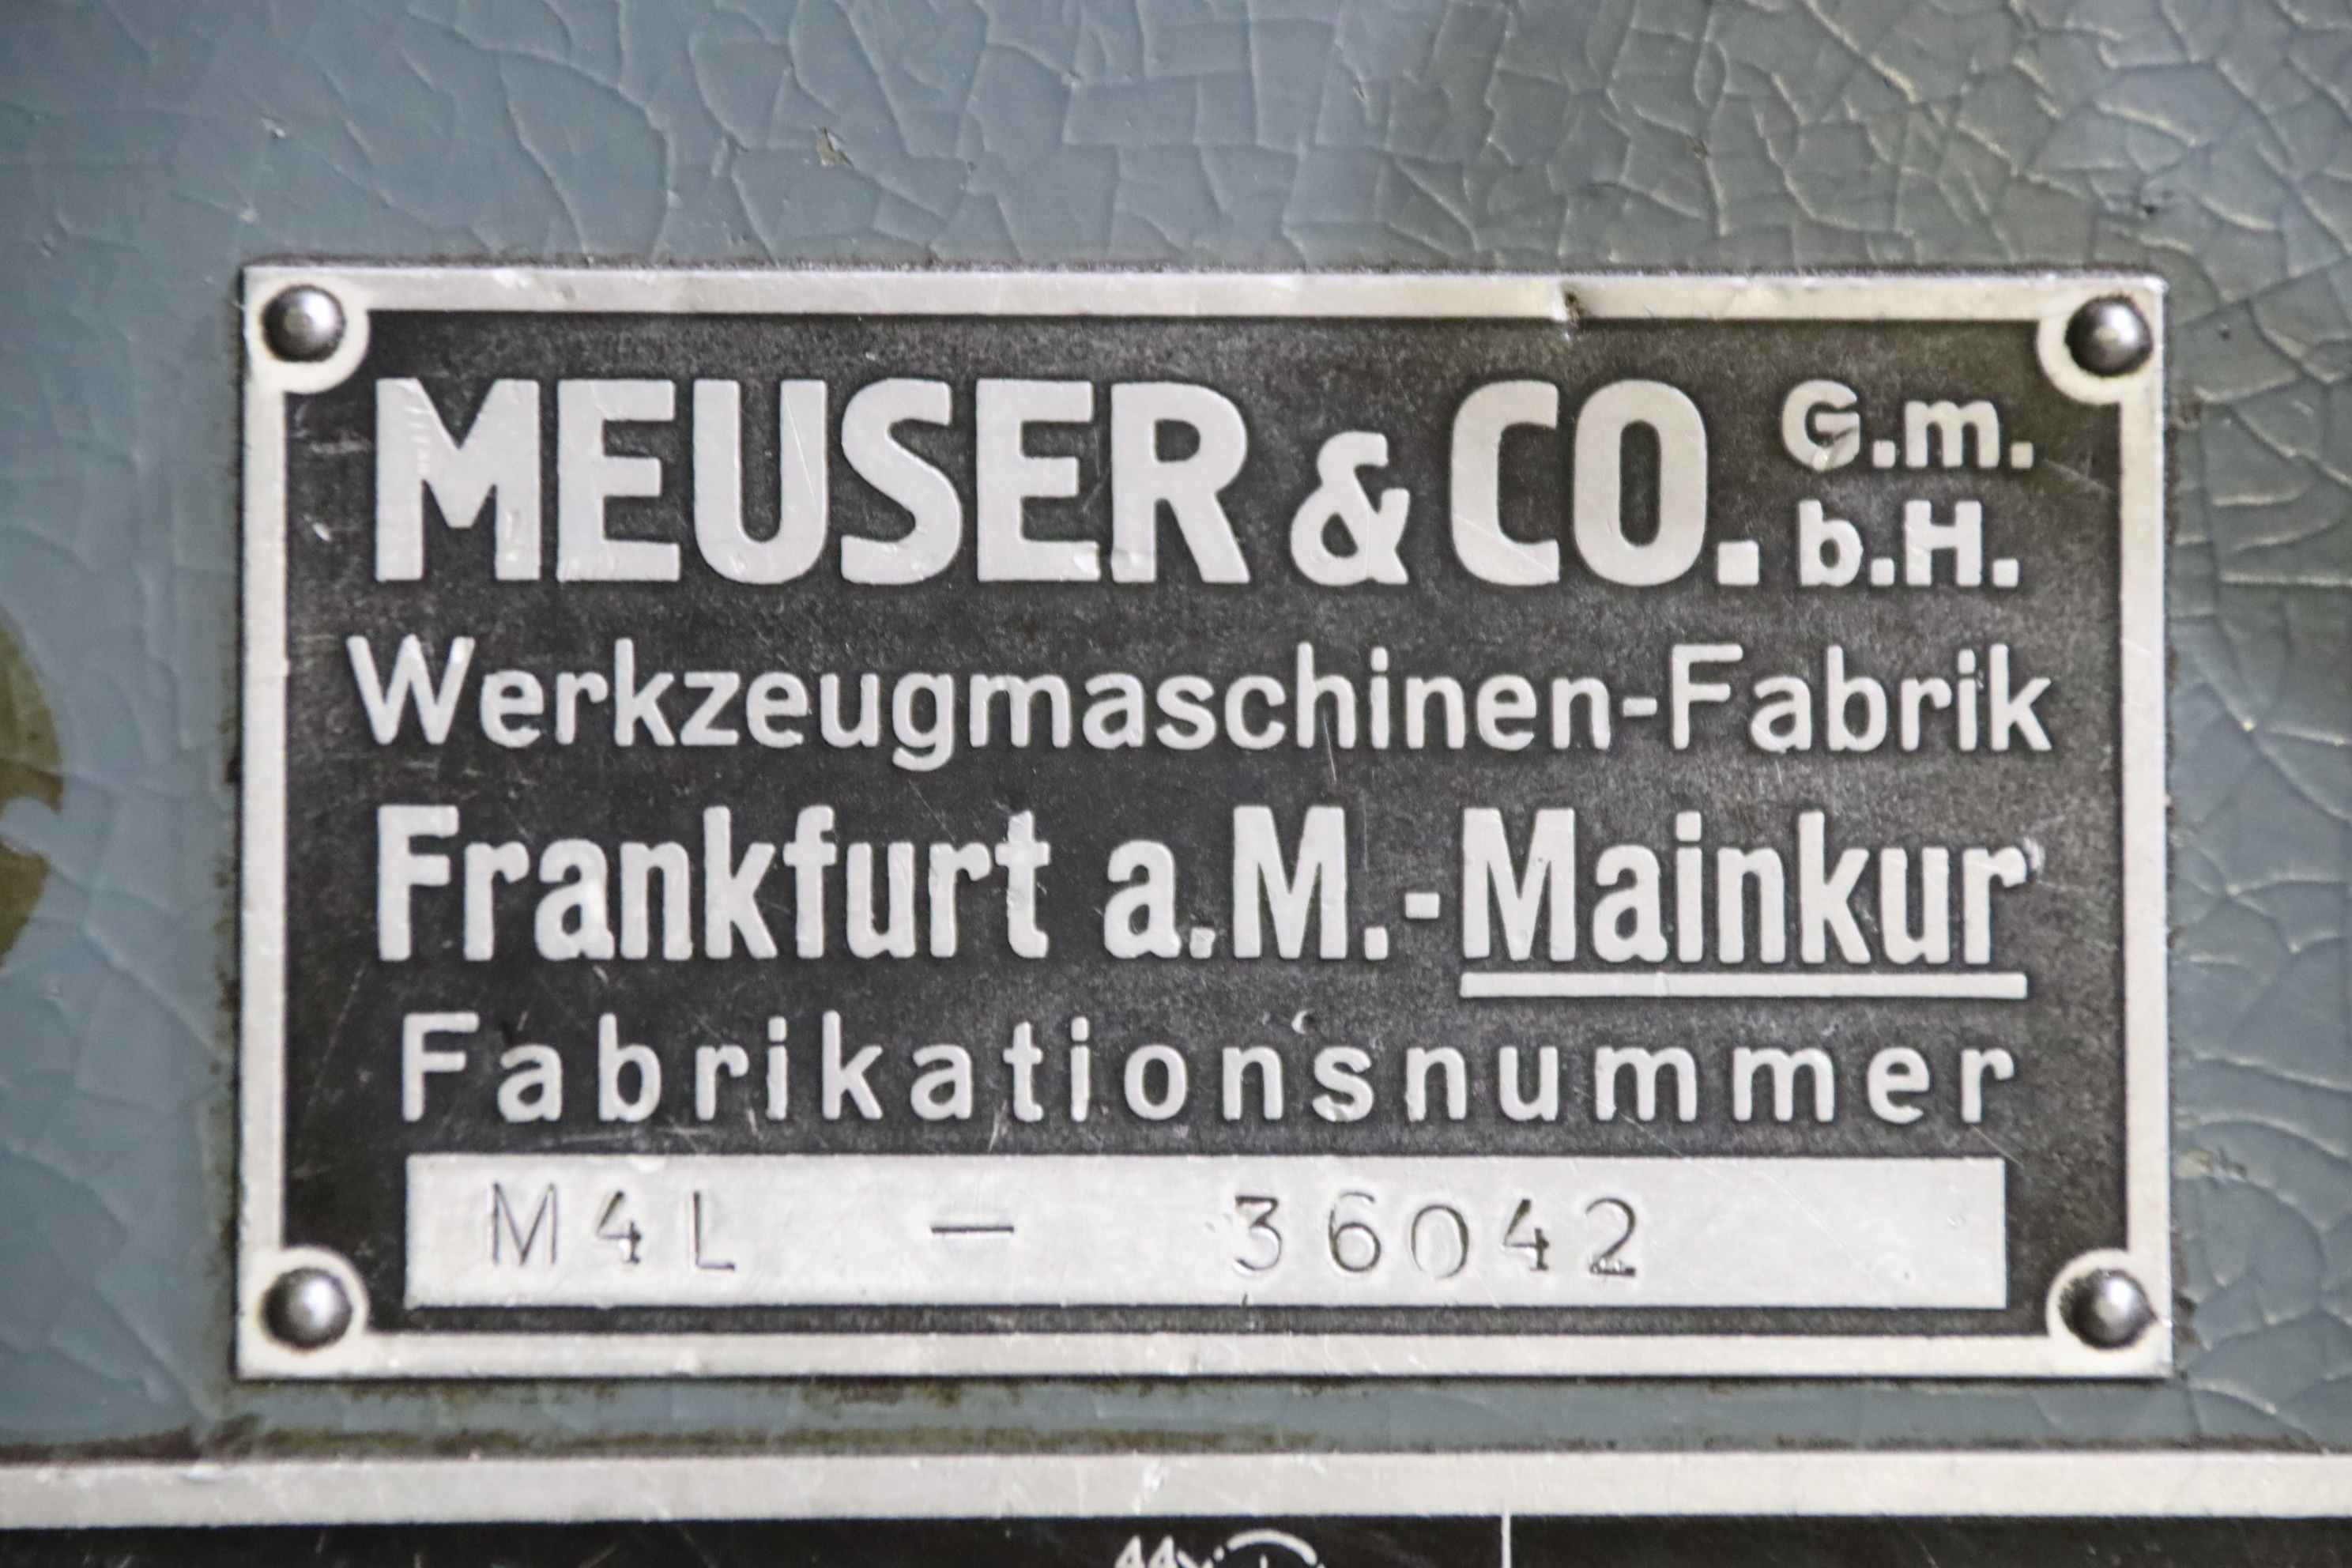 MEUSER & CO. G.m.b.H.
Werkzeugmaschinen-Fabrik
Frankfurt a.M.-Mainkur
Fabrikationsnummer
M4L — 36042